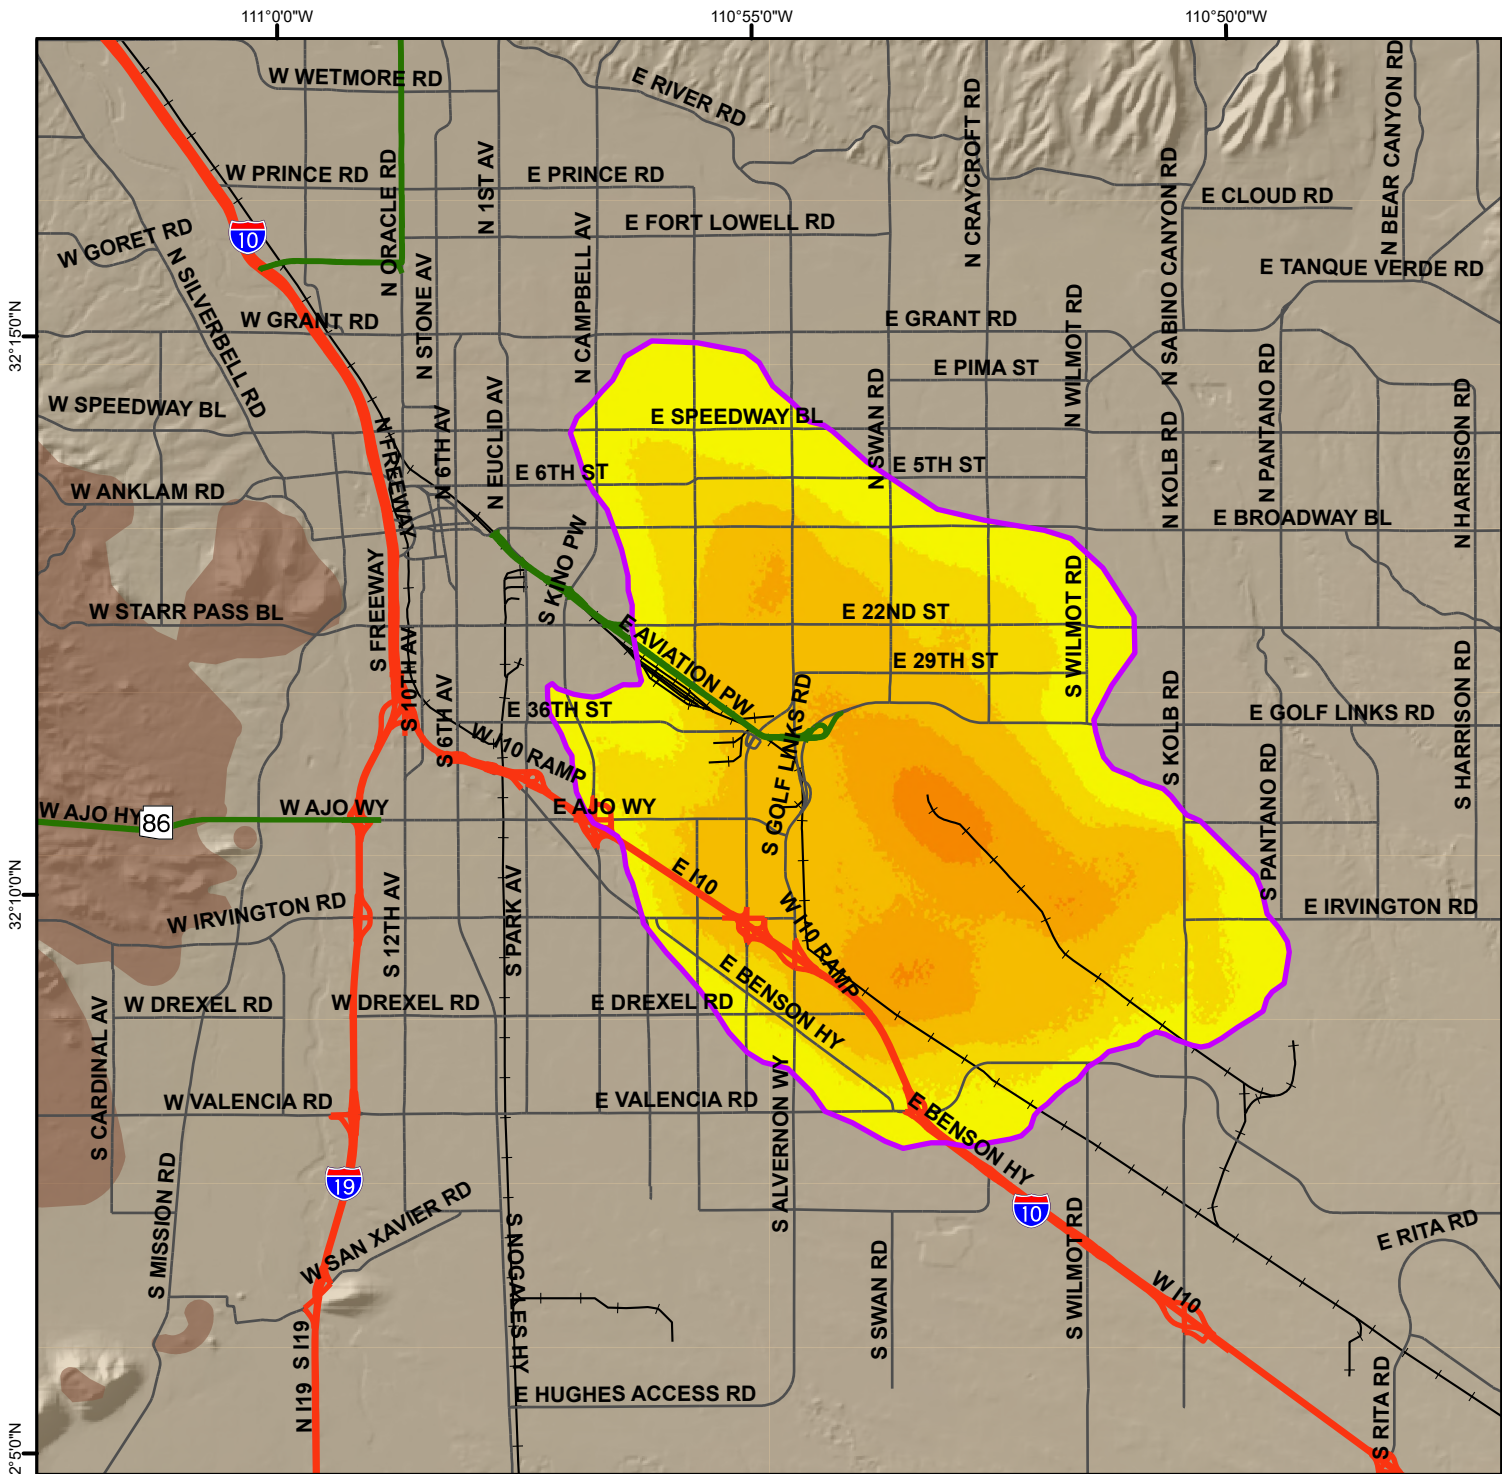 111°0'0"W
110°55'0"W
110°50'0"W
W WETMORE RD
E RIVER RD
N CRAYCROFT RD
N BEAR CANYON RD
W PRINCE RD
N ORACLE RD
N 1ST AV
E PRINCE RD
N SABINO CANYON RD
E CLOUD RD
W GORET RD
10
N CAMPBELL AV
E FORT LOWELL RD
E TANQUE VERDE RD
N SILVERBELL RD
N STONE AV
32°15'0"N
W GRANT RD
E GRANT RD
N WILMOT RD
E PIMA ST
N PANTANO RD
W SPEEDWAY BL
N EUCLID AV
E SPEEDWAY BL
N SWAN RD
N KOLB RD
N HARRISON RD
N FREEWAY
N 6TH AV
E 6TH ST
E 5TH ST
W ANKLAM RD
E BROADWAY BL
S FREEWAY
S KINO PW
W STARR PASS BL
E AVIATION PW
E 22ND ST
S WILMOT RD
E 29TH ST
S 10TH AV
S 6TH AV
E 36TH ST
S GOLF LINKS RD
S KOLB RD
E GOLF LINKS RD
S HARRISON RD
W I10 RAMP
W AJO HY
86
W AJO WY
E AJO WY
S PANTANO RD
E I10
32°10'0"N
W IRVINGTON RD
S 12TH AV
S PARK AV
W I10 RAMP
E IRVINGTON RD
E BENSON HY
S CARDINAL AV
W DREXEL RD
W DREXEL RD
E DREXEL RD
W VALENCIA RD
E VALENCIA RD
S ALVERNON WY
E BENSON HY
S MISSION RD
19
W SAN XAVIER RD
10
S NOGALES HY
S SWAN RD
S WILMOT RD
E RITA RD
W I10
N I19 S I19
E HUGHES ACCESS RD
S RITA RD
2°5'0"N